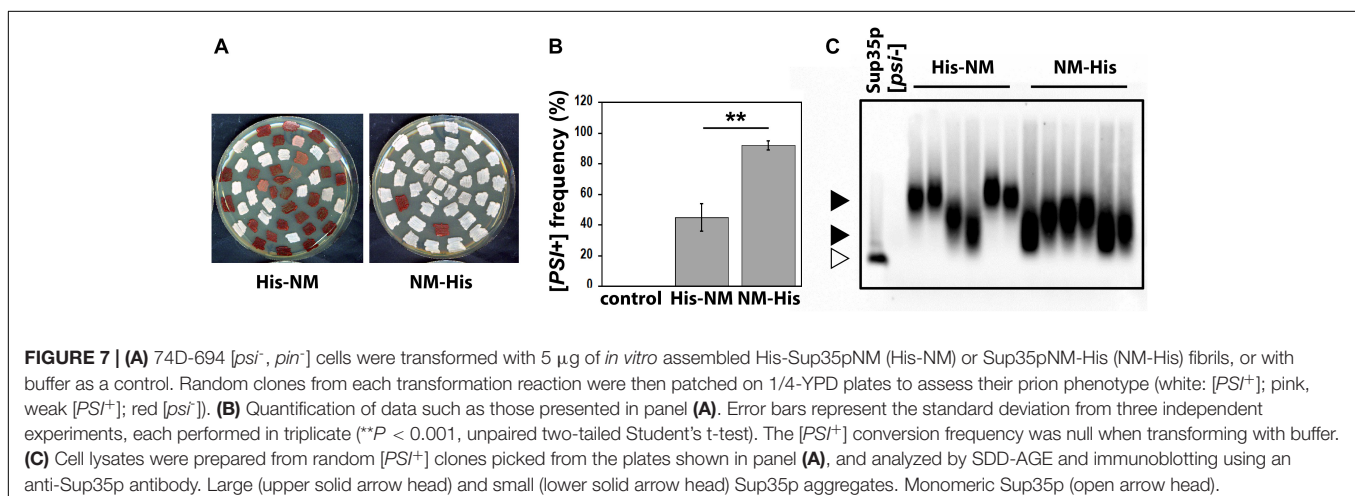 A
His-NM
NM-His
B
[PSI+] frequency (%)
120
100
80
60
40
20
0
**
control His-NM NM-His
C
Sup35p
[psi-]
His-NM
NM-His
FIGURE 7 | (A) 74D-694 [psi-, pin-] cells were transformed with 5 μg of in vitro assembled His-Sup35pNM (His-NM) or Sup35pNM-His (NM-His) fibrils, or with
buffer as a control. Random clones from each transformation reaction were then patched on 1/4-YPD plates to assess their prion phenotype (white: [PSI+]; pink,
weak [PSI+]; red [psi-]). (B) Quantification of data such as those presented in panel (A). Error bars represent the standard deviation from three independent
experiments, each performed in triplicate (**P < 0.001, unpaired two-tailed Student's t-test). The [PSI+] conversion frequency was null when transforming with buffer.
(C) Cell lysates were prepared from random [PSI+] clones picked from the plates shown in panel (A), and analyzed by SDD-AGE and immunoblotting using an
anti-Sup35p antibody. Large (upper solid arrow head) and small (lower solid arrow head) Sup35p aggregates. Monomeric Sup35p (open arrow head).